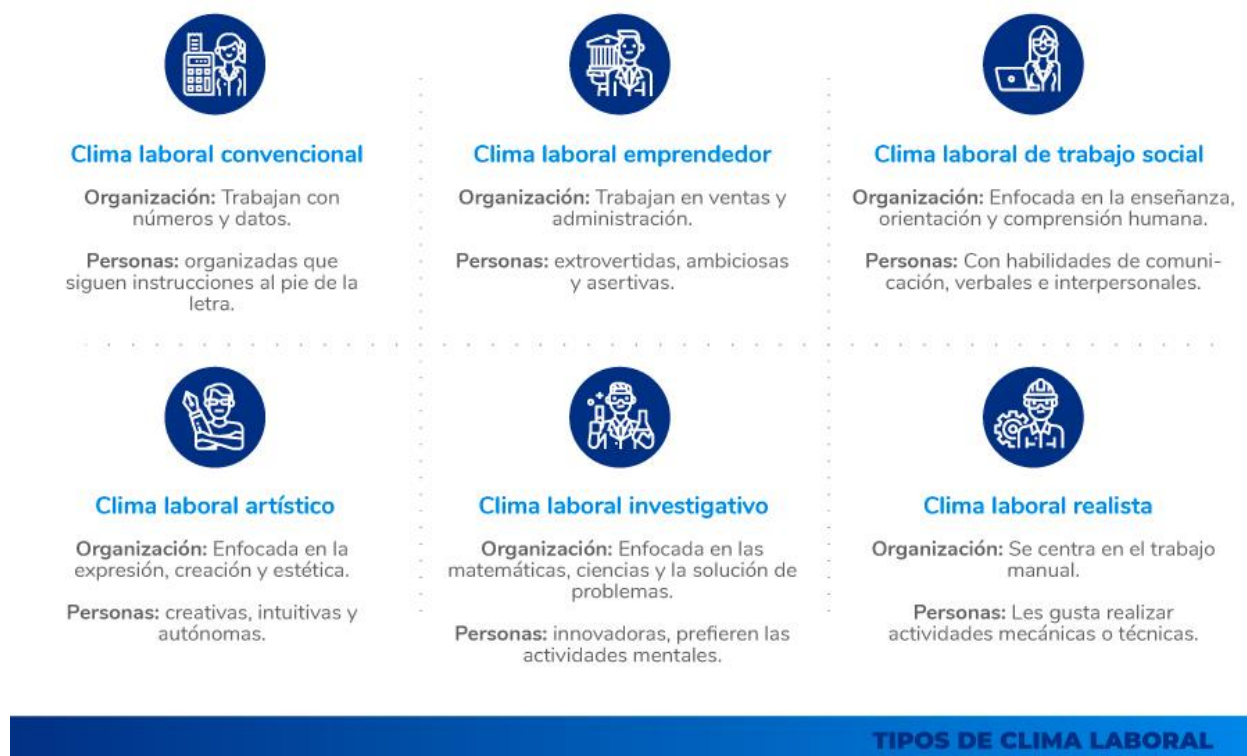 Clima laboral convencional
Organización: Trabajan con
números y datos.
Personas: organizadas que
siguen instrucciones al pie de la
letra.
Clima laboral emprendedor
Organización: Trabajan en ventas y
administración.
Personas: extrovertidas, ambiciosas
y asertivas.
Clima laboral de trabajo social
Organización: Enfocada en la enseñanza,
orientación y comprensión humana.
Personas: Con habilidades de comuni-
cación, verbales e interpersonales.
Clima laboral artístico
Organización: Enfocada en la
expresión, creación y estética.
Personas: creativas, intuitivas y
autónomas.
Clima laboral investigativo
Organización: Enfocada en las
matemáticas, ciencias y la solución de
problemas.
Personas: innovadoras, prefieren las
actividades mentales.
Clima laboral realista
Organización: Se centra en el trabajo
manual.
Personas: Les gusta realizar
actividades mecánicas o técnicas.
TIPOS DE CLIMA LABORAL